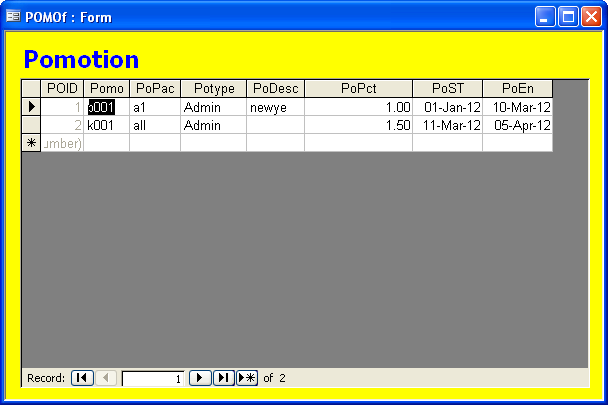 POMOf : Form
Pomotion
POID Pomo PoPac Potype PoDesc PoPct PoST PoEn
1 b001 a1 Admin newye 1.00 01-Jan-12 10-Mar-12
2 k001 all Admin 1.50 11-Mar-12 05-Apr-12
umber)
Record: 1 of 2